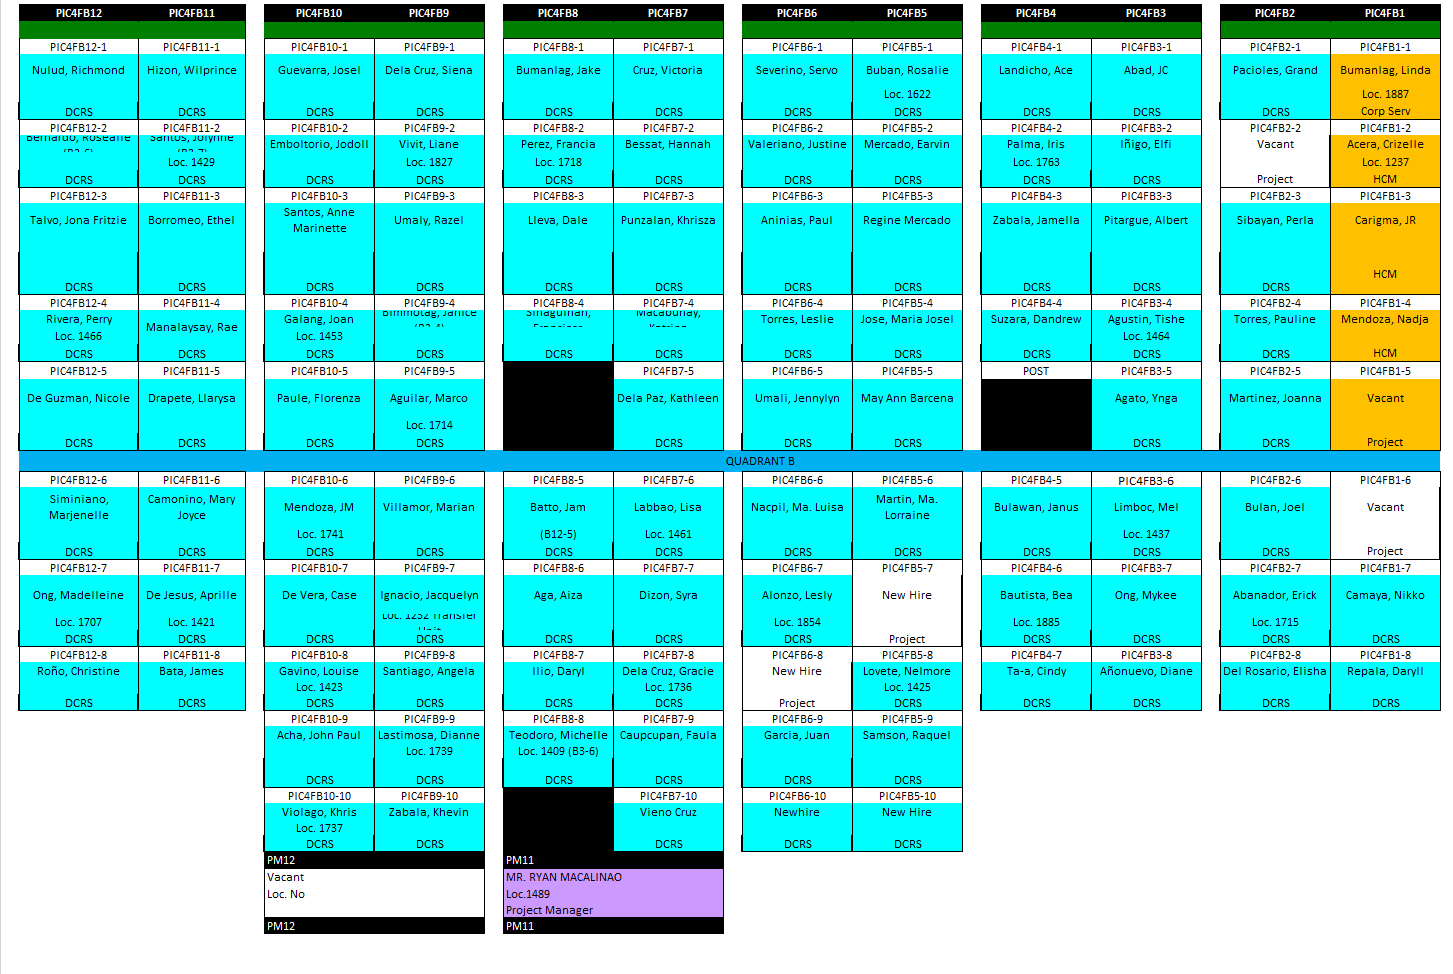 PIC4FB12 PIC4FB11 PIC4FB10 PIC4FB9 PIC4FB8 PIC4FB7 PIC4FB6 PIC4FB5 PIC4FB4 PIC4FB3 PIC4FB2 PIC4FB1
PIC4FB12-1 PIC4FB11-1 PIC4FB10-1 PIC4FB9-1 PIC4FB8-1 PIC4FB7-1 PIC4FB6-1 PIC4FB5-1 PIC4FB4-1 PIC4FB3-1 PIC4FB2-1 PIC4FB1-1
Nulud, Richmond Hizon, Wilprince Guevarra, Josel Dela Cruz, Siena Bumanlag, Jake Cruz, Victoria Severino, Servo Buban, Rosalie Landicho, Ace Abad, JC Pacioles, Grand Bumanlag, Linda
Loc. 1622 Loc. 1887
DCRS DCRS DCRS DCRS DCRS DCRS DCRS DCRS DCRS DCRS DCRS Corp Serv
PIC4FB12-2 PIC4FB11-2 PIC4FB10-2 PIC4FB9-2 PIC4FB8-2 PIC4FB7-2 PIC4FB6-2 PIC4FB5-2 PIC4FB4-2 PIC4FB3-2 PIC4FB2-2 PIC4FB1-2
Bernardo, Rosealie Santos, Jolynne Emboltorio, Jodoll Vivit, Liane Perez, Francia Bessat, Hannah Valeriano, Justine Mercado, Earvin Palma, Iris Iñigo, Elfi Vacant Acera, Crizelle
Loc. 1429 Loc. 1827 Loc. 1718 Loc. 1763 Loc. 1237
DCRS DCRS DCRS DCRS DCRS DCRS DCRS DCRS DCRS DCRS Project HCM
PIC4FB12-3 PIC4FB11-3 PIC4FB10-3 PIC4FB9-3 PIC4FB8-3 PIC4FB7-3 PIC4FB6-3 PIC4FB5-3 PIC4FB4-3 PIC4FB3-3 PIC4FB2-3 PIC4FB1-3
Talvo, Jona Fritzie Borromeo, Ethel Santos, Anne Marinette Umaly, Razel Lleva, Dale Punzalan, Khrisza Aninias, Paul Regine Mercado Zabala, Jamella Pitargue, Albert Sibayan, Perla Carigma, JR
DCRS DCRS DCRS DCRS DCRS DCRS DCRS DCRS DCRS DCRS DCRS HCM
PIC4FB12-4 PIC4FB11-4 PIC4FB10-4 PIC4FB9-4 PIC4FB8-4 PIC4FB7-4 PIC4FB6-4 PIC4FB5-4 PIC4FB4-4 PIC4FB3-4 PIC4FB2-4 PIC4FB1-4
Rivera, Perry Manalaysay, Rae Galang, Joan Janice Torres, Leslie Jose, Maria Josel Suzara, Dandrew Agustin, Tishe Torres, Pauline Mendoza, Nadja
Loc. 1466 Loc. 1453 Loc. 1464
DCRS DCRS DCRS DCRS DCRS DCRS DCRS DCRS DCRS DCRS DCRS HCM
PIC4FB12-5 PIC4FB11-5 PIC4FB10-5 PIC4FB9-5 PIC4FB7-5 PIC4FB6-5 PIC4FB5-5 POST PIC4FB3-5 PIC4FB2-5 PIC4FB1-5
De Guzman, Nicole Drapete, Llarysa Paule, Florenza Aguilar, Marco Dela Paz, Kathleen Umali, Jennylyn May Ann Barcena Agato, Ynga Martinez, Joanna Vacant
Loc. 1714
DCRS DCRS DCRS DCRS DCRS DCRS DCRS DCRS DCRS Project
QUADRANT B
PIC4FB12-6 PIC4FB11-6 PIC4FB10-6 PIC4FB9-6 PIC4FB8-5 PIC4FB7-6 PIC4FB6-6 PIC4FB5-6 PIC4FB4-5 PIC4FB3-6 PIC4FB2-6 PIC4FB1-6
Siminiano, Marjenelle Camonino, Mary Joyce Mendoza, JM Villamor, Marian Batto, Jam Labbao, Lisa Nacpil, Ma. Luisa Martin, Ma. Lorraine Bulawan, Janus Limboc, Mel Bulan, Joel Vacant
Loc. 1741 (B12-5) Loc. 1461 Loc. 1437
DCRS DCRS DCRS DCRS DCRS DCRS DCRS DCRS DCRS DCRS DCRS Project
PIC4FB12-7 PIC4FB11-7 PIC4FB10-7 PIC4FB9-7 PIC4FB8-6 PIC4FB7-7 PIC4FB6-7 PIC4FB5-7 PIC4FB4-6 PIC4FB3-7 PIC4FB2-7 PIC4FB1-7
Ong, Madelleine De Jesus, Aprille De Vera, Case Ignacio, Jacquelyn Aga, Aiza Dizon, Syra Alonzo, Lesly New Hire Bautista, Bea Ong, Mykee Abanador, Erick Camaya, Nikko
Loc. 1707 Loc. 1421 Loc. 1232 Transfer Loc. 1854 Loc. 1885 Loc. 1715
DCRS DCRS DCRS DCRS DCRS DCRS DCRS Project DCRS DCRS DCRS DCRS
PIC4FB12-8 PIC4FB11-8 PIC4FB10-8 PIC4FB9-8 PIC4FB8-7 PIC4FB7-8 PIC4FB6-8 PIC4FB5-8 PIC4FB4-7 PIC4FB3-8 PIC4FB2-8 PIC4FB1-8
Roño, Christine Bata, James Gavino, Louise Santiago, Angela Ilio, Daryl Dela Cruz, Gracie New Hire Lovete, Nelmore Ta-a, Cindy Añonuevo, Diane Del Rosario, Elisha Repala, Daryll
Loc. 1423 Loc. 1736 Loc. 1425
DCRS DCRS DCRS DCRS DCRS DCRS Project DCRS DCRS DCRS DCRS DCRS
PIC4FB10-9 PIC4FB9-9 PIC4FB8-8 PIC4FB7-9 PIC4FB6-9 PIC4FB5-9
Acha, John Paul Lastimosa, Dianne Teodoro, Michelle Caupcupan, Faula Garcia, Juan Samson, Raquel
Loc. 1739 Loc. 1409 (B3-6)
DCRS DCRS DCRS DCRS DCRS DCRS
PIC4FB10-10 PIC4FB9-10 PIC4FB7-10 PIC4FB6-10 PIC4FB5-10
Violago, Khris Zabala, Khevin Vieno Cruz Newhire New Hire
Loc. 1737
DCRS DCRS DCRS DCRS DCRS
PM12 PM11
Vacant MR. RYAN MACALINAO
Loc. No Loc.1489
Project Manager
PM12 PM11